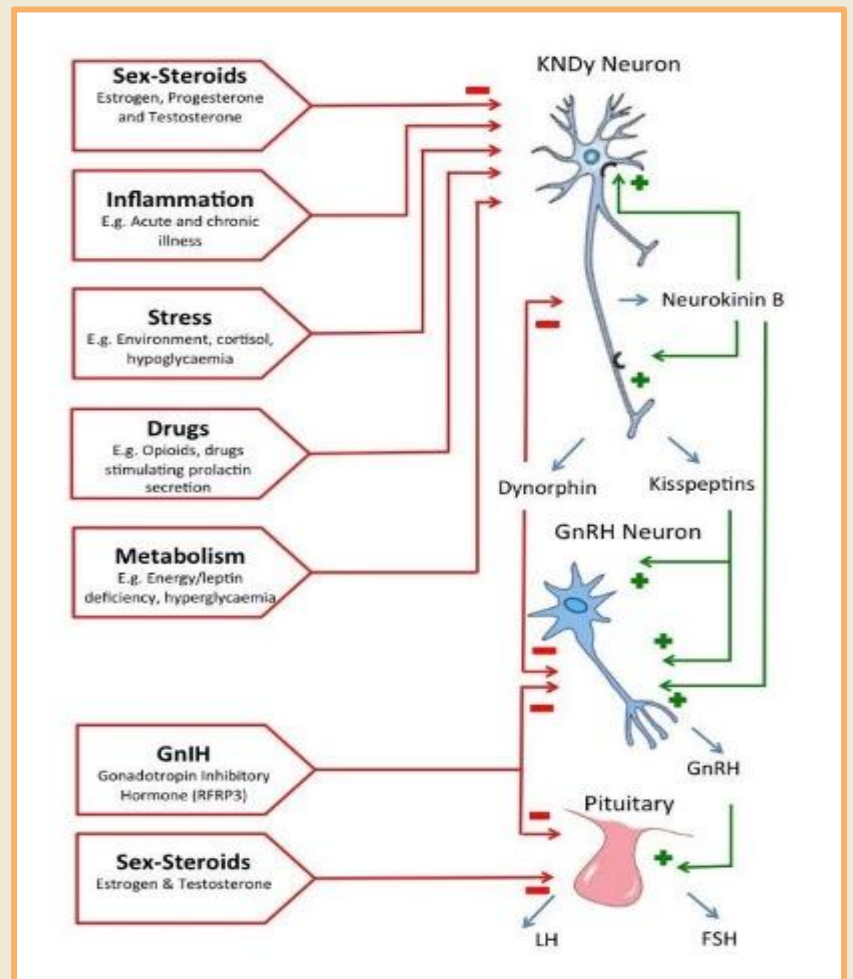 KNDy Neuron
Sex-Steroids
Estrogen, Progesterone
and Testosterone
Inflammation
E.g. Acute and chronic
illness
Stress
E.g. Environment, cortisol,
hypoglycaemia
Neurokinin B
Drugs
E.g. Opioids, drugs
stimulating prolactin
secretion
Dynorphin
Kisspeptins
GnRH Neuron
Metabolism
E.g. Energy/leptin
deficiency, hyperglycaemia
GnIH
Gonadotropin Inhibitory
Hormone (RFRP3)
GnRH
Pituitary
Sex-Steroids
Estrogen & Testosterone
LH
FSH